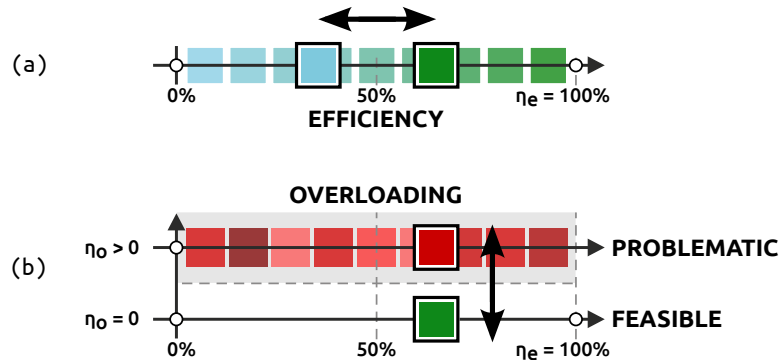 (a)
0%
50%
ηe = 100%
EFFICIENCY
OVERLOADING
(b)
ηo > 0
PROBLEMATIC
ηo = 0
FEASIBLE
0%
50%
ηe = 100%